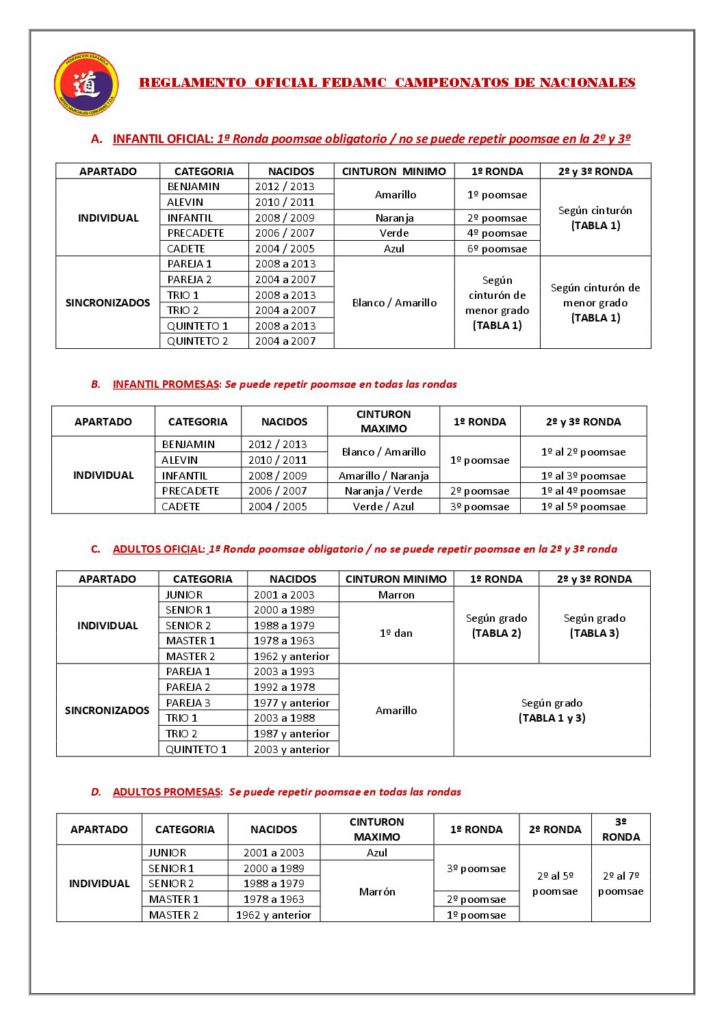 REGLAMENTO OFICIAL FEDAMC CAMPEONATOS DE NACIONALES
A. INFANTIL OFICIAL: 1ª Ronda poomsae obligatorio / no se puede repetir poomsae en la 2º y 3º
APARTADO CATEGORIA NACIDOS CINTURON MINIMO 1º RONDA 2º y 3º RONDA
INDIVIDUAL
BENJAMIN 2012 / 2013 Amarillo 1º poomsae Según cinturón (TABLA 1)
ALEVIN 2010 / 2011
INFANTIL 2008 / 2009 Naranja 2º poomsae
PRECADETE 2006 / 2007 Verde 4º poomsae
CADETE 2004 / 2005 Azul 6º poomsae
SINCRONIZADOS
PAREJA 1 2008 a 2013 Blanco / Amarillo Según cinturón de menor grado (TABLA 1) Según cinturón de menor grado (TABLA 1)
PAREJA 2 2004 a 2007
TRIO 1 2008 a 2013
TRIO 2 2004 a 2007
QUINTETO 1 2008 a 2013
QUINTETO 2 2004 a 2007
B. INFANTIL PROMESAS: Se puede repetir poomsae en todas las rondas
APARTADO CATEGORIA NACIDOS CINTURON MAXIMO 1º RONDA 2º y 3º RONDA
INDIVIDUAL
BENJAMIN 2012 / 2013 Blanco / Amarillo 1º poomsae 1º al 2º poomsae
ALEVIN 2010 / 2011
INFANTIL 2008 / 2009 Amarillo / Naranja 1º al 3º poomsae
PRECADETE 2006 / 2007 Naranja / Verde 2º poomsae 1º al 4º poomsae
CADETE 2004 / 2005 Verde / Azul 3º poomsae 1º al 5º poomsae
C. ADULTOS OFICIAL: 1ª Ronda poomsae obligatorio / no se puede repetir poomsae en la 2º y 3º ronda
APARTADO CATEGORIA NACIDOS CINTURON MINIMO 1º RONDA 2º y 3º RONDA
INDIVIDUAL
JUNIOR 2001 a 2003 Marron Según grado (TABLA 2) Según grado (TABLA 3)
SENIOR 1 2000 a 1989 1º dan
SENIOR 2 1988 a 1979
MASTER 1 1978 a 1963
MASTER 2 1962 y anterior
SINCRONIZADOS
PAREJA 1 2003 a 1993 Amarillo Según grado (TABLA 1 y 3)
PAREJA 2 1992 a 1978
PAREJA 3 1977 y anterior
TRIO 1 2003 a 1988
TRIO 2 1987 y anterior
QUINTETO 1 2003 y anterior
D. ADULTOS PROMESAS: Se puede repetir poomsae en todas las rondas
APARTADO CATEGORIA NACIDOS CINTURON MAXIMO 1º RONDA 2º RONDA 3º RONDA
INDIVIDUAL
JUNIOR 2001 a 2003 Azul 3º poomsae 2º al 5º poomsae 2º al 7º poomsae
SENIOR 1 2000 a 1989 Marrón
SENIOR 2 1988 a 1979
MASTER 1 1978 a 1963 2º poomsae
MASTER 2 1962 y anterior 1º poomsae